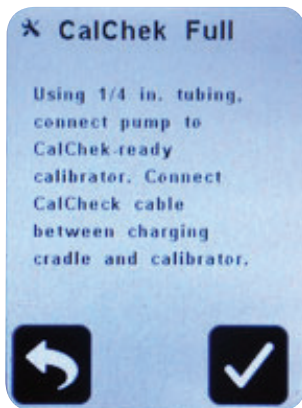 CalChek Full
Using 1/4 in. tubing,
connect pump to
CalChek-ready
calibrator. Connect
CalCheck cable
between charging
cradle and calibrator.